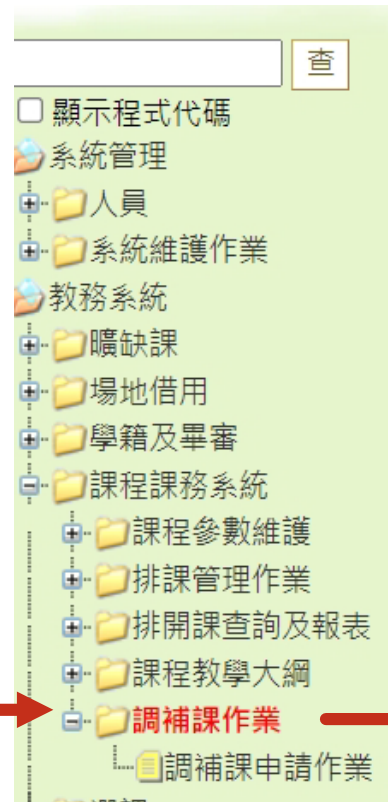 查
顯示程式代碼
系統管理
人員
系統維護作業
教務系統
曠缺課
場地借用
學籍及畢審
課程課務系統
課程參數維護
排課管理作業
排開課查詢及報表
課程教學大綱
調補課作業
調補課申請作業